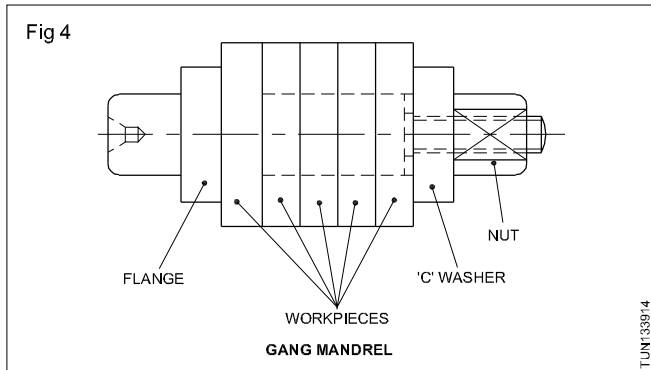 Fig 4
NUT
FLANGE
'C' WASHER
WORKPIECES
GANG MANDREL
TUN133914